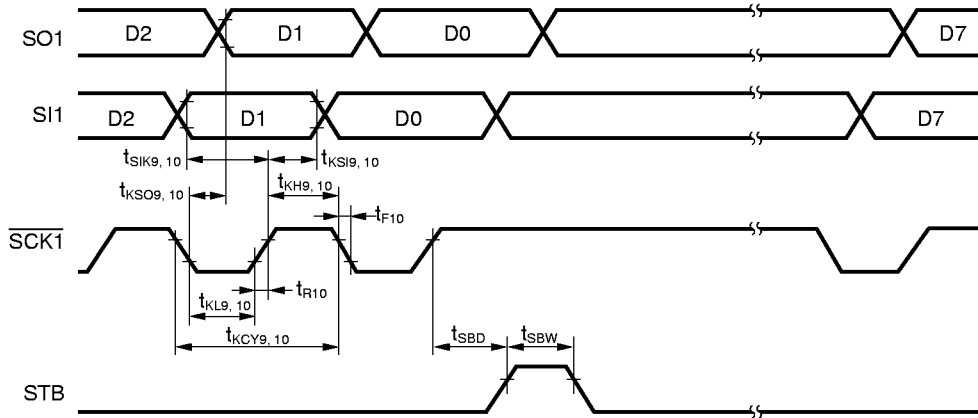 SO1 D2 D1 D0 D7
SI1 D2 D1 D0 D7
tSIK9, 10 tKSI9, 10
tKSO9, 10 tKH9, 10
tF10
SCK1
tR10
tKL9, 10
tKCY9, 10 tSBD tSBW
STB